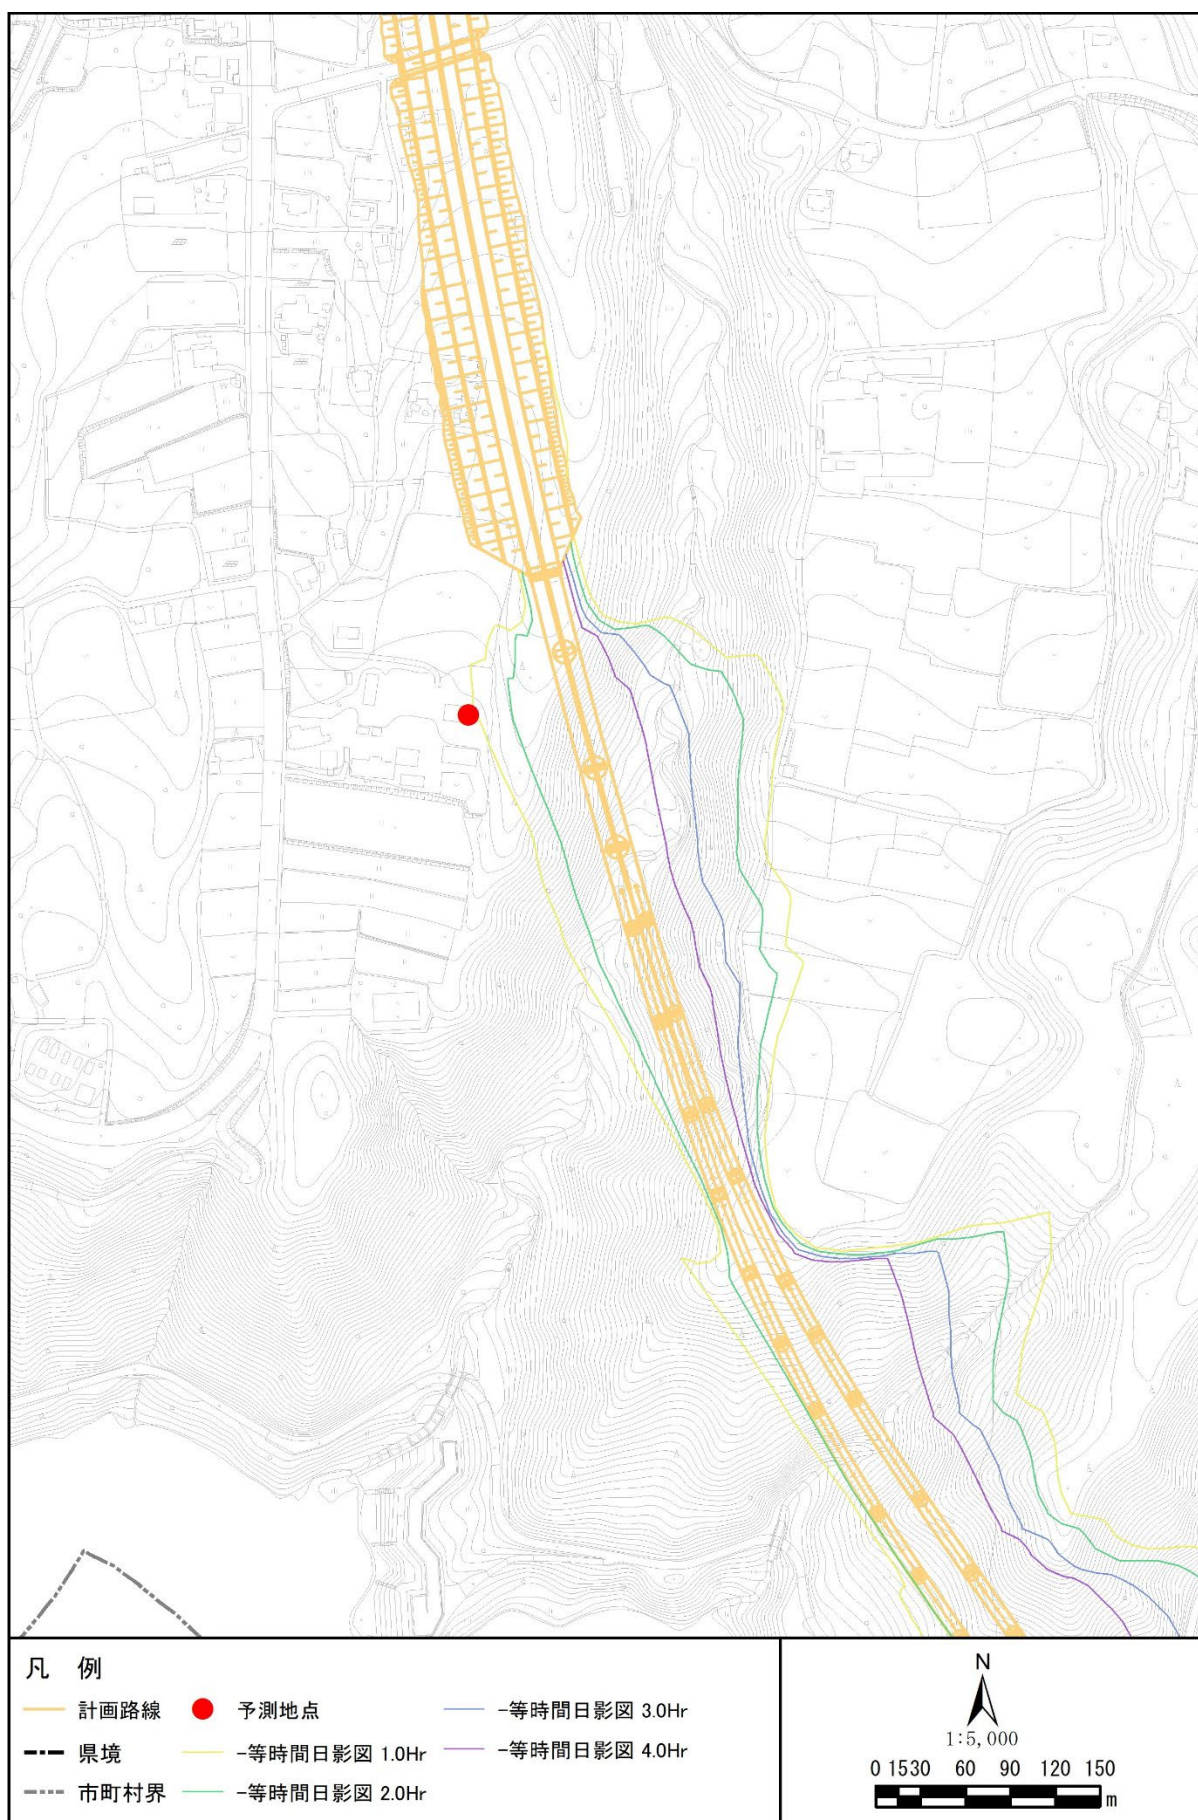 凡 例
計画路線
予測地点
-等時間日影図 3.0Hr
県境
-等時間日影図 1.0Hr
-等時間日影図 4.0Hr
市町村界
-等時間日影図 2.0Hr
N
1:5,000
0 1530 60 90 120 150
m